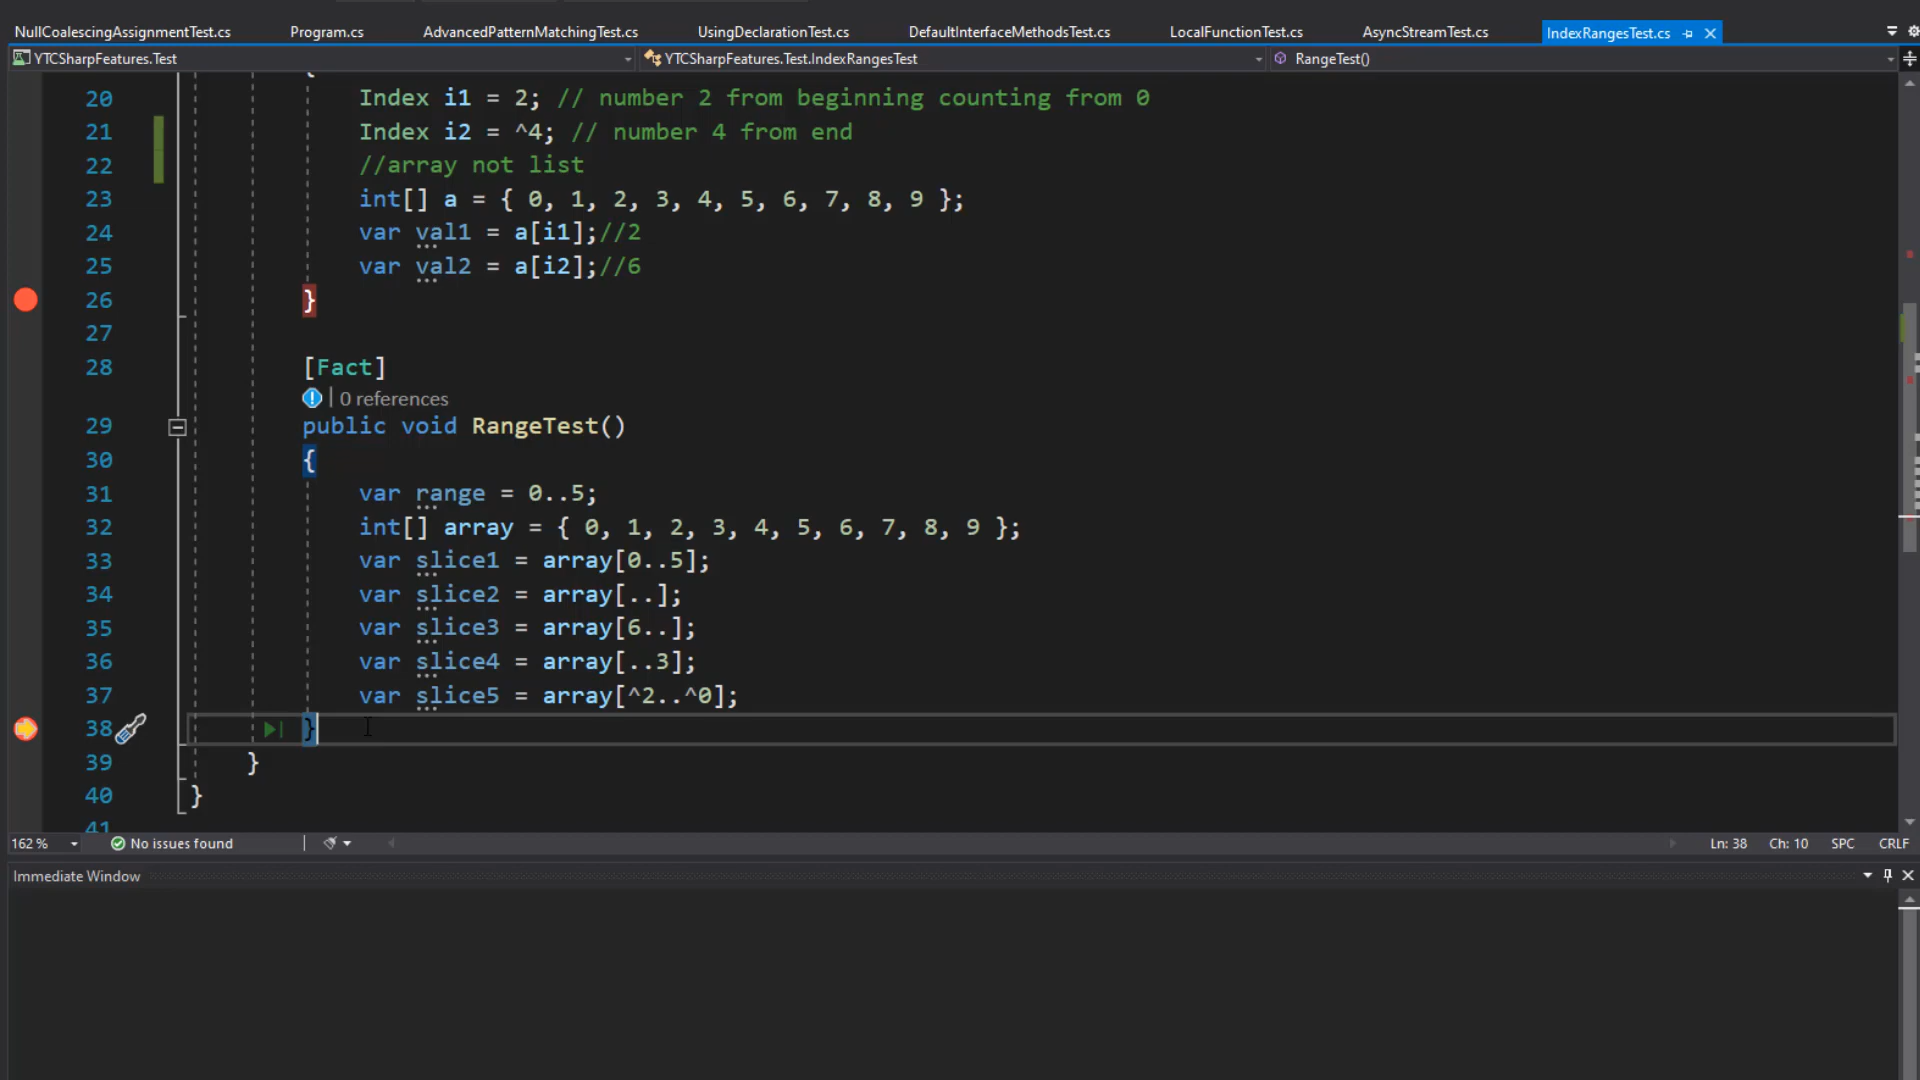 NullCoalescingAssignmentTest.cs Program.cs AdvancedPatternMatchingTest.cs UsingDeclarationTest.cs DefaultInterfaceMethodsTest.cs LocalFunctionTest.cs AsyncStreamTest.cs IndexRangesTest.cs
YTCSharpFeatures.Test YTCSharpFeatures.Test.IndexRangesTest RangeTest()
{
20 Index i1 = 2; // number 2 from beginning counting from 0
21 Index i2 = ^4; // number 4 from end
22 //array not list
23 int[] a = { 0, 1, 2, 3, 4, 5, 6, 7, 8, 9 };
24 var val1 = a[i1];//2
25 var val2 = a[i2];//6
26 }
27
28 [Fact]
0 references
29 public void RangeTest()
30 {
31 var range = 0..5;
32 int[] array = { 0, 1, 2, 3, 4, 5, 6, 7, 8, 9 };
33 var slice1 = array[0..5];
34 var slice2 = array[..];
35 var slice3 = array[6..];
36 var slice4 = array[..3];
37 var slice5 = array[^2..^0];
38 }
39 }
40 }
41
162 % No issues found Ln: 38 Ch: 10 SPC CRLF
Immediate Window